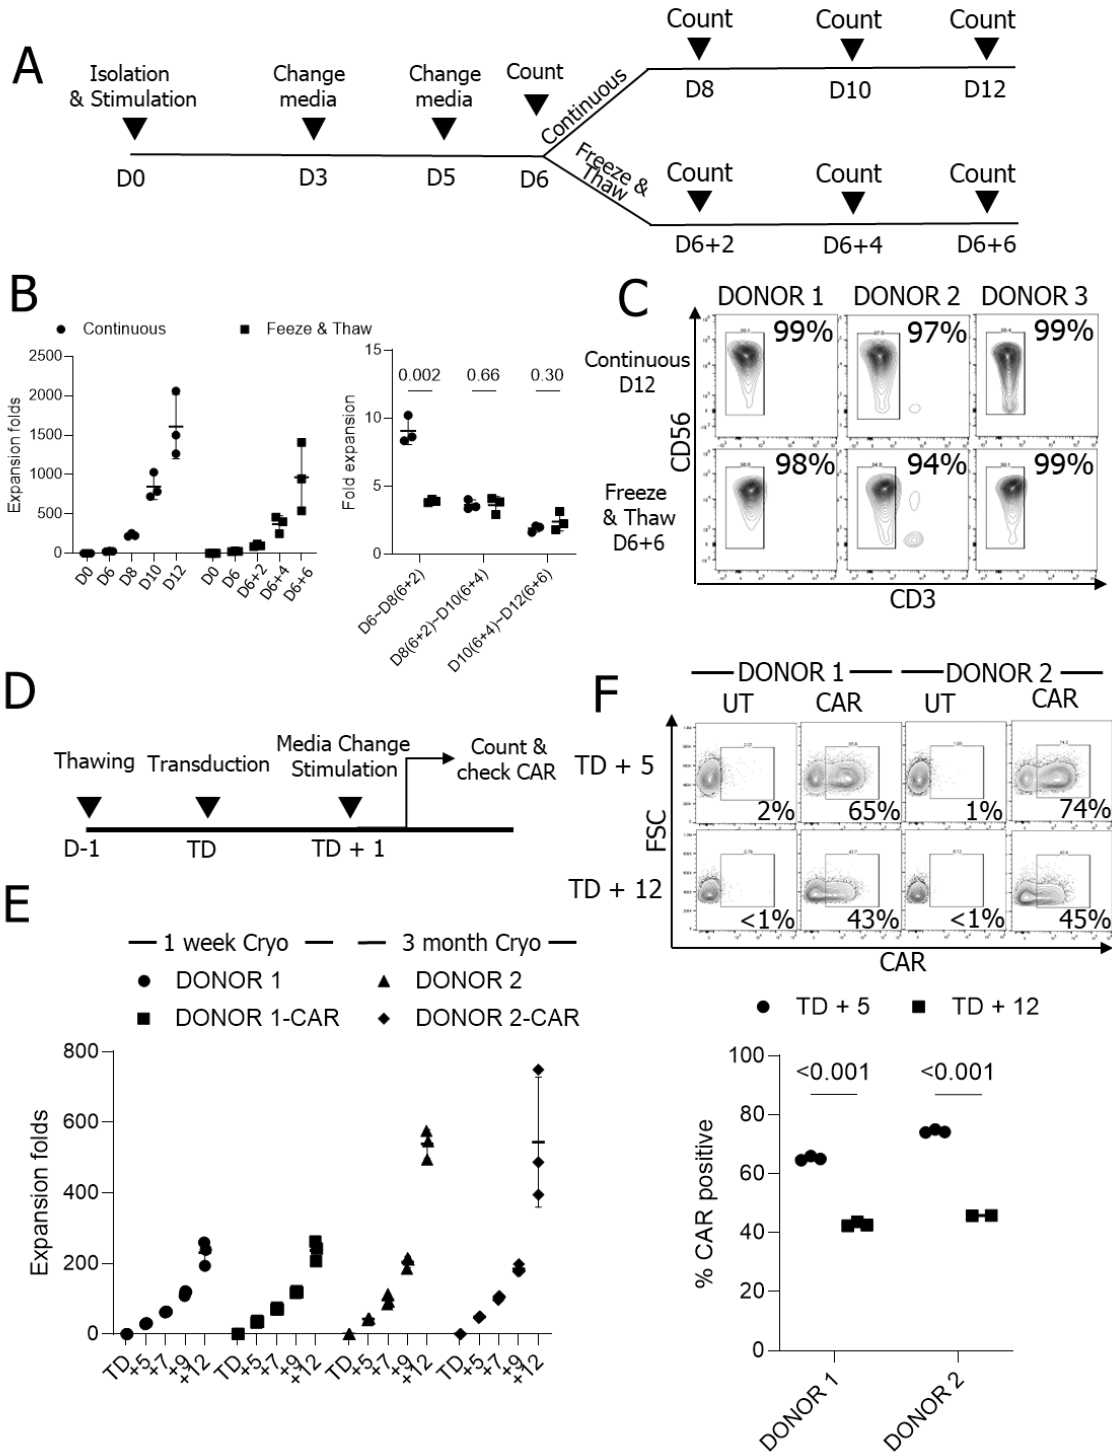 A
Isolation
& Stimulation
Change
media
Change
media
Count
Count
Count
Count
D0
D3
D5
D6
Continuous
Freeze &
Thaw
D8
D10
D12
Count
Count
Count
D6+2
D6+4
D6+6
B
Continuous
Feeze & Thaw
Expansion folds
2500
2000
1500
1000
500
0
D0
D6
D8
D10
D12
D0
D6
D6+2
D6+4
D6+6
Fold expansion
15
10
5
0
0.002
0.66
0.30
D6~D8(6+2)
D8(6+2)~D10(6+4)
D10(6+4)~D12(6+6)
C
DONOR 1
DONOR 2
DONOR 3
Continuous
D12
99%
97%
99%
Freeze
& Thaw
D6+6
98%
94%
99%
CD56
CD3
D
Thawing
Transduction
Media Change
Stimulation
Count &
check CAR
D-1
TD
TD + 1
E
1 week Cryo
3 month Cryo
DONOR 1
DONOR 2
DONOR 1-CAR
DONOR 2-CAR
Expansion folds
800
600
400
200
0
TD
+5
+7
+9
+12
TD
+5
+7
+9
+12
TD
+5
+7
+9
+12
TD
+5
+7
+9
+12
F
DONOR 1
DONOR 2
UT
CAR
UT
CAR
TD + 5
2%
65%
1%
74%
TD + 12
<1%
43%
<1%
45%
FSC
CAR
TD + 5
TD + 12
% CAR positive
100
80
60
40
20
0
<0.001
<0.001
DONOR 1
DONOR 2